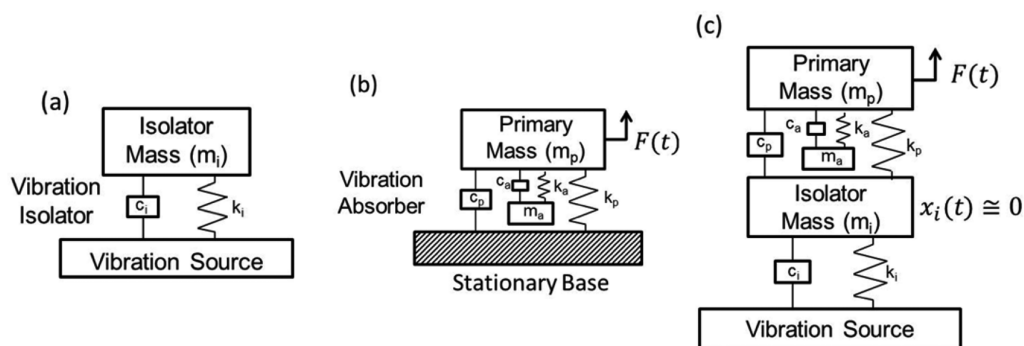 (a)
Isolator
Mass (mᵢ)
Vibration
Isolator
cᵢ
kᵢ
Vibration Source
(b)
Primary
Mass (mₚ)
F(t)
Vibration
Absorber
cₚ
cₐ
kₐ
mₐ
kₚ
Stationary Base
(c)
Primary
Mass (mₚ)
F(t)
cₚ
cₐ
kₐ
mₐ
kₚ
Isolator
Mass (mᵢ)
xᵢ(t) ≅ 0
cᵢ
kᵢ
Vibration Source